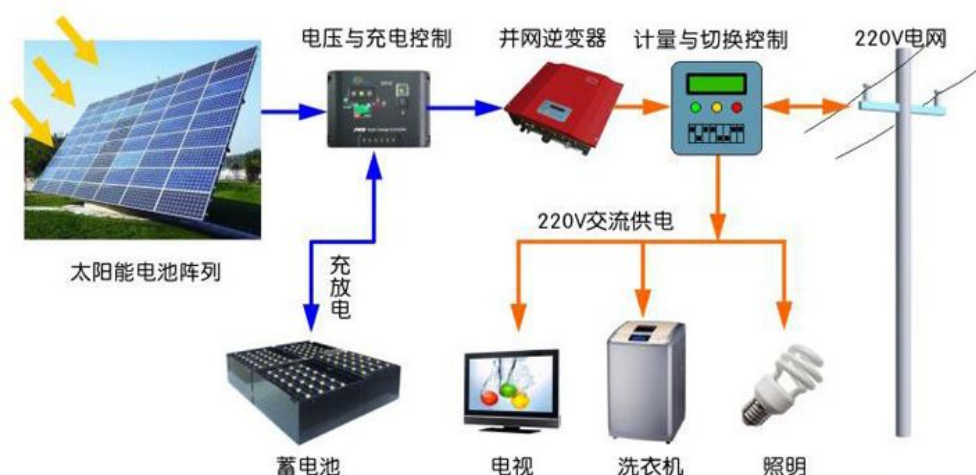 电压与充电控制
并网逆变器
计量与切换控制
220V电网
太阳能电池阵列
充放电
220V交流供电
蓄电池
电视
洗衣机
照明